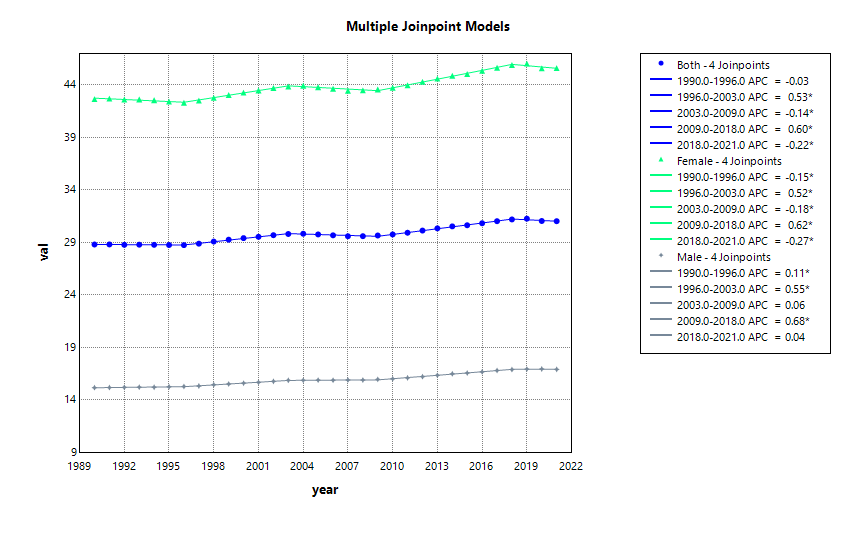 Multiple Joinpoint Models
44
39
34
29
24
19
14
9
val
1989 1992 1995 1998 2001 2004 2007 2010 2013 2016 2019 2022
year
Both - 4 Joinpoints
1990.0-1996.0 APC = -0.03
1996.0-2003.0 APC = 0.53*
2003.0-2009.0 APC = -0.14*
2009.0-2018.0 APC = 0.60*
2018.0-2021.0 APC = -0.22*
Female - 4 Joinpoints
1990.0-1996.0 APC = -0.15*
1996.0-2003.0 APC = 0.52*
2003.0-2009.0 APC = -0.18*
2009.0-2018.0 APC = 0.62*
2018.0-2021.0 APC = -0.27*
Male - 4 Joinpoints
1990.0-1996.0 APC = 0.11*
1996.0-2003.0 APC = 0.55*
2003.0-2009.0 APC = 0.06
2009.0-2018.0 APC = 0.68*
2018.0-2021.0 APC = 0.04